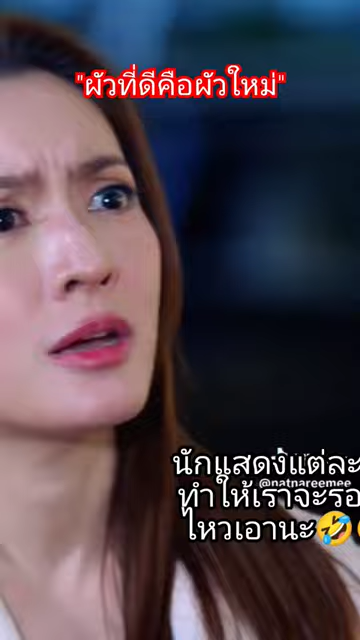 "ผัวที่ดีคือผัวใหม่"
นักแสดงแต่ละ
@natnareemee
ทำให้เราจะรอ
ไหวเอานะ🤣